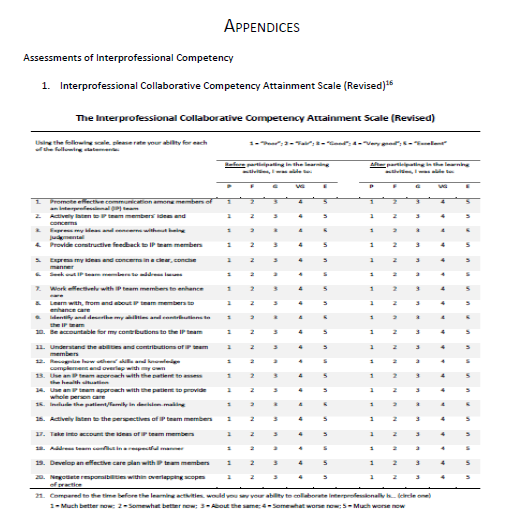 APPENDICES
Assessments of Interprofessional Competency
1. Interprofessional Collaborative Competency Attainment Scale (Revised)16
The Interprofessional Collaborative Competency Attainment Scale (Revised)
Using the following scale, please rate your ability for each 1 = "Poor"; 2 = "Fair"; 3 = "Good"; 4 = "Very good"; 5 = "Excellent"
of the following statements:
Before participating in the learning After participating in the learning
activities, I was able to: activities, I was able to:
P F G VG E P F G VG E
1. Promote effective communication among members of 1 2 3 4 5 1 2 3 4 5
an interprofessional (IP) team
2. Actively listen to IP team members' ideas and 1 2 3 4 5 1 2 3 4 5
concerns
3. Express my ideas and concerns without being 1 2 3 4 5 1 2 3 4 5
judgmental
4. Provide constructive feedback to IP team members 1 2 3 4 5 1 2 3 4 5
5. Express my ideas and concerns in a clear, concise 1 2 3 4 5 1 2 3 4 5
manner
6. Seek out IP team members to address issues 1 2 3 4 5 1 2 3 4 5
7. Work effectively with IP team members to enhance 1 2 3 4 5 1 2 3 4 5
care
8. Learn with, from and about IP team members to 1 2 3 4 5 1 2 3 4 5
enhance care
9. Identify and describe my abilities and contributions to 1 2 3 4 5 1 2 3 4 5
the IP team
10. Be accountable for my contributions to the IP team 1 2 3 4 5 1 2 3 4 5
11. Understand the abilities and contributions of IP team 1 2 3 4 5 1 2 3 4 5
members
12. Recognize how others' skills and knowledge 1 2 3 4 5 1 2 3 4 5
complement and overlap with my own
13. Use an IP team approach with the patient to assess 1 2 3 4 5 1 2 3 4 5
the health situation
14. Use an IP team approach with the patient to provide 1 2 3 4 5 1 2 3 4 5
whole person care
15. Include the patient/family in decision-making 1 2 3 4 5 1 2 3 4 5
16. Actively listen to the perspectives of IP team members 1 2 3 4 5 1 2 3 4 5
17. Take into account the ideas of IP team members 1 2 3 4 5 1 2 3 4 5
18. Address team conflict in a respectful manner 1 2 3 4 5 1 2 3 4 5
19. Develop an effective care plan with IP team members 1 2 3 4 5 1 2 3 4 5
20. Negotiate responsibilities within overlapping scopes 1 2 3 4 5 1 2 3 4 5
of practice
21. Compared to the time before the learning activities, would you say your ability to collaborate interprofessionally is... (circle one)
1 = Much better now; 2 = Somewhat better now; 3 = About the same; 4 = Somewhat worse now; 5 = Much worse now